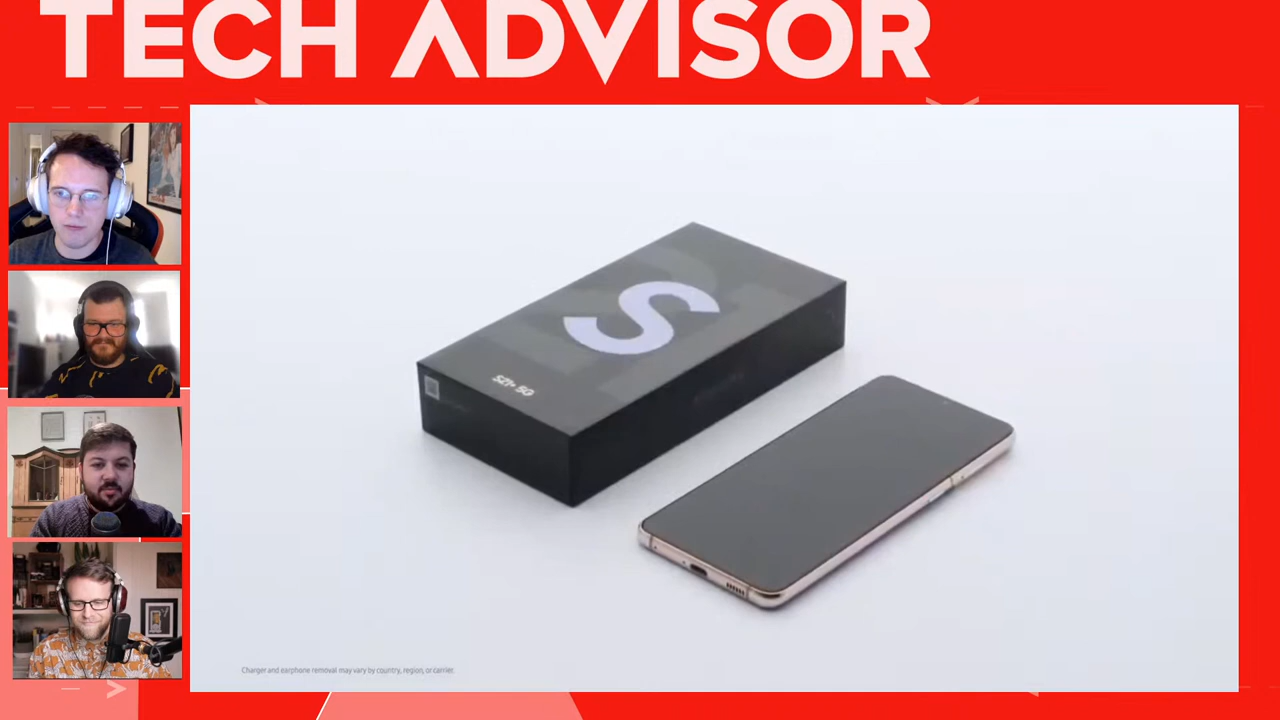 TECH ADVISOR
S
S21+ 5G
Charger and earphone removal may vary by country, region, or carrier.